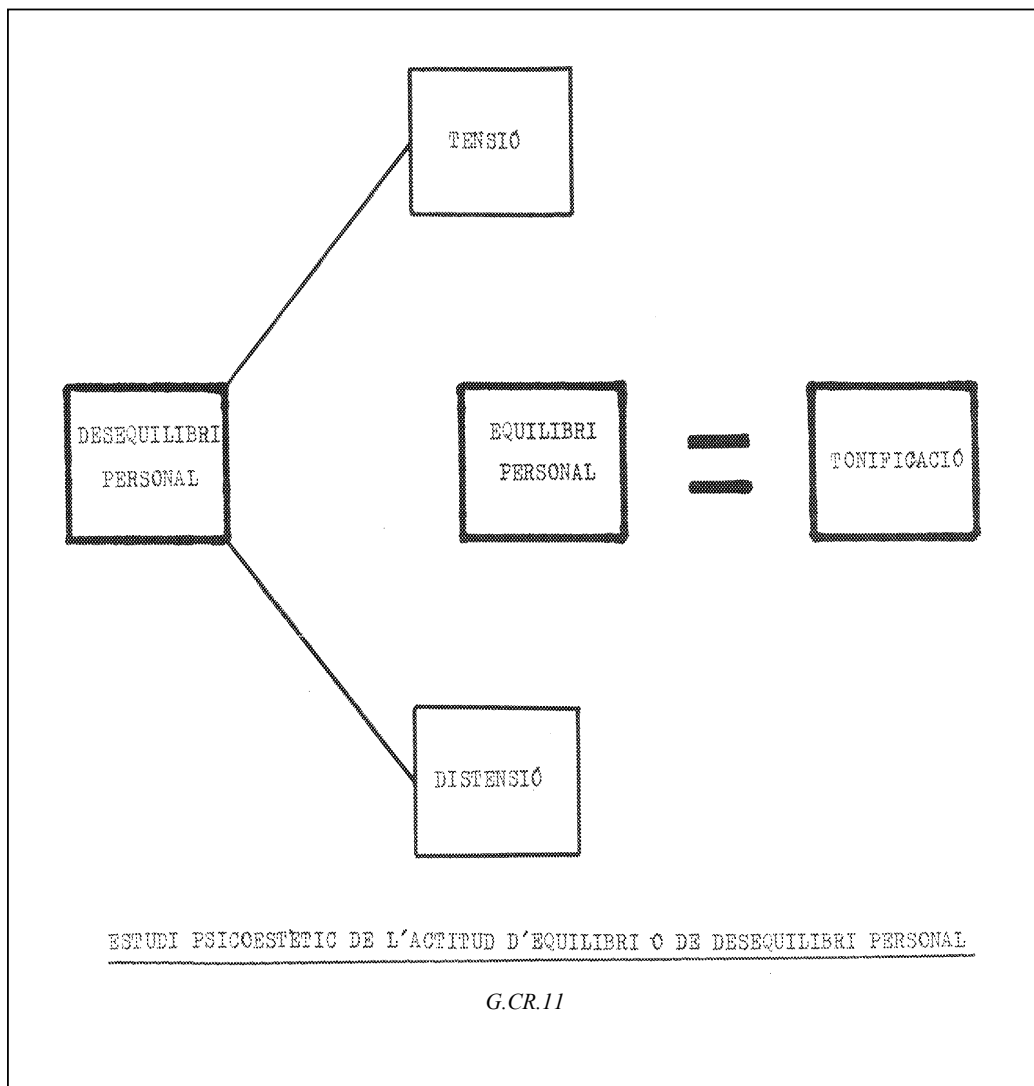 TENSIÓ
DESEQUILIBRI
PERSONAL
EQUILIBRI
PERSONAL
=
TONIFICACIÓ
DISTENSIÓ
ESTUDI PSICOESTÈTIC DE L'ACTITUD D'EQUILIBRI O DE DESEQUILIBRI PERSONAL
G.CR.11